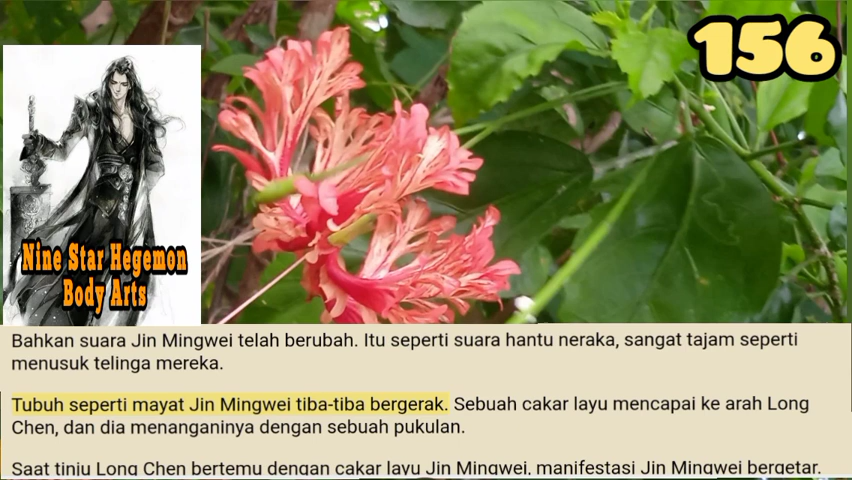 156
Nine Star Hegemon
Body Arts
Bahkan suara Jin Mingwei telah berubah. Itu seperti suara hantu neraka, sangat tajam seperti
menusuk telinga mereka.
Tubuh seperti mayat Jin Mingwei tiba-tiba bergerak. Sebuah cakar layu mencapai ke arah Long
Chen, dan dia menanganinya dengan sebuah pukulan.
Saat tinju Long Chen bertemu dengan cakar layu Jin Mingwei, manifestasi Jin Mingwei bergetar.